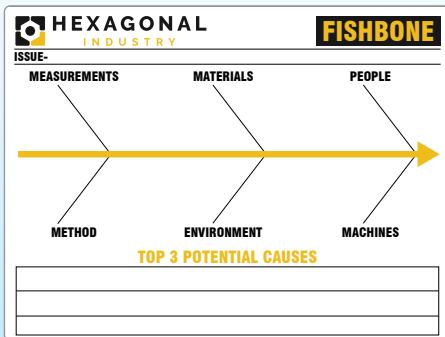 HEXAGONAL
INDUSTRY
FISHBONE
ISSUE-
MEASUREMENTS MATERIALS PEOPLE
METHOD ENVIRONMENT MACHINES
TOP 3 POTENTIAL CAUSES